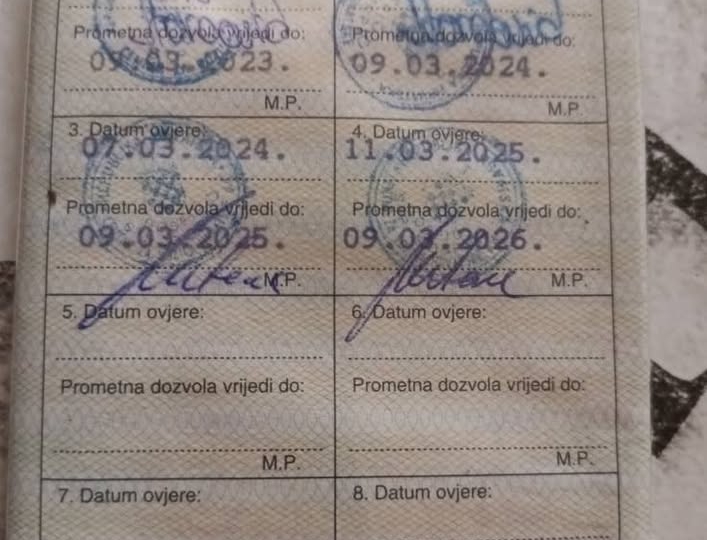 Prometna dozvola vrijedi do:
09.03.2023.
M.P.
Prometna dozvola vrijedi do:
09.03.2024.
M.P.
3. Datum ovjere:
07.03.2024.
Prometna dozvola vrijedi do:
09.03.2025.
M.P.
4. Datum ovjere:
11.03.2025.
Prometna dozvola vrijedi do:
09.03.2026.
M.P.
5. Datum ovjere:
Prometna dozvola vrijedi do:
M.P.
6. Datum ovjere:
Prometna dozvola vrijedi do:
M.P.
7. Datum ovjere:
8. Datum ovjere: